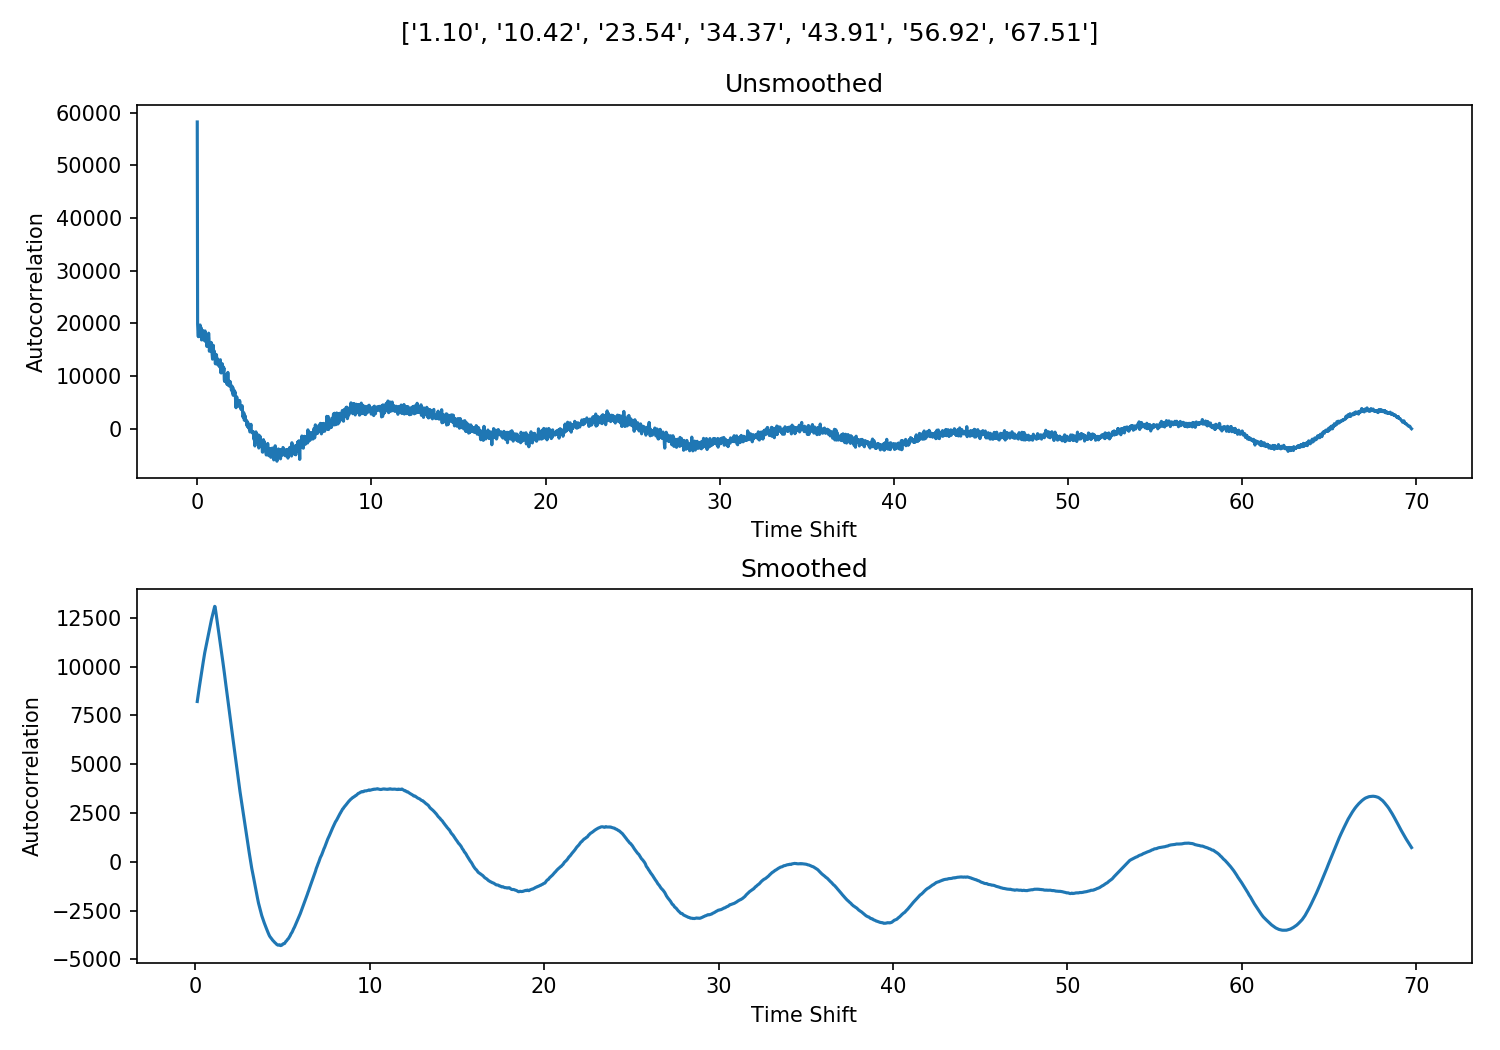 ['1.10', '10.42', '23.54', '34.37', '43.91', '56.92', '67.51']
Unsmoothed
60000
50000
40000
30000
20000
10000
0
Autocorrelation
0 10 20 30 40 50 60 70
Time Shift
Smoothed
12500
10000
7500
5000
2500
0
−2500
−5000
Autocorrelation
0 10 20 30 40 50 60 70
Time Shift